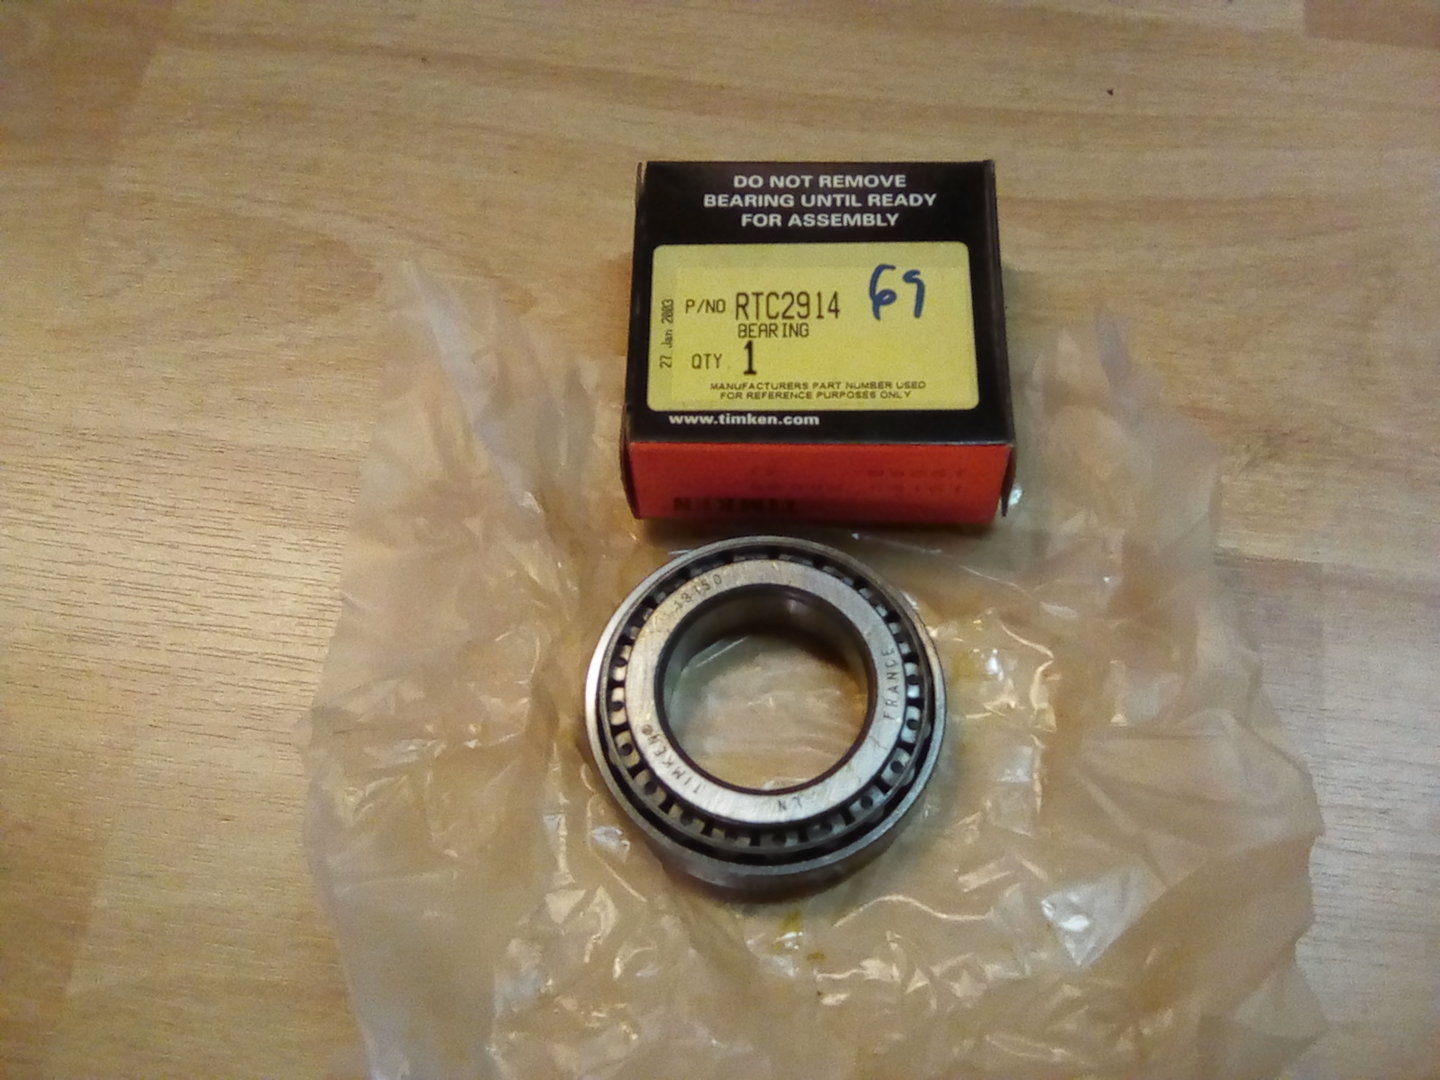 DO NOT REMOVE
BEARING UNTIL READY
FOR ASSEMBLY
69
P/NO RTC2914
BEARING
QTY 1
27 Jan 2003
MANUFACTURERS PART NUMBER USED
FOR REFERENCE PURPOSES ONLY
www.timken.com
TIMKEN
FRANCE
TIMKEN®